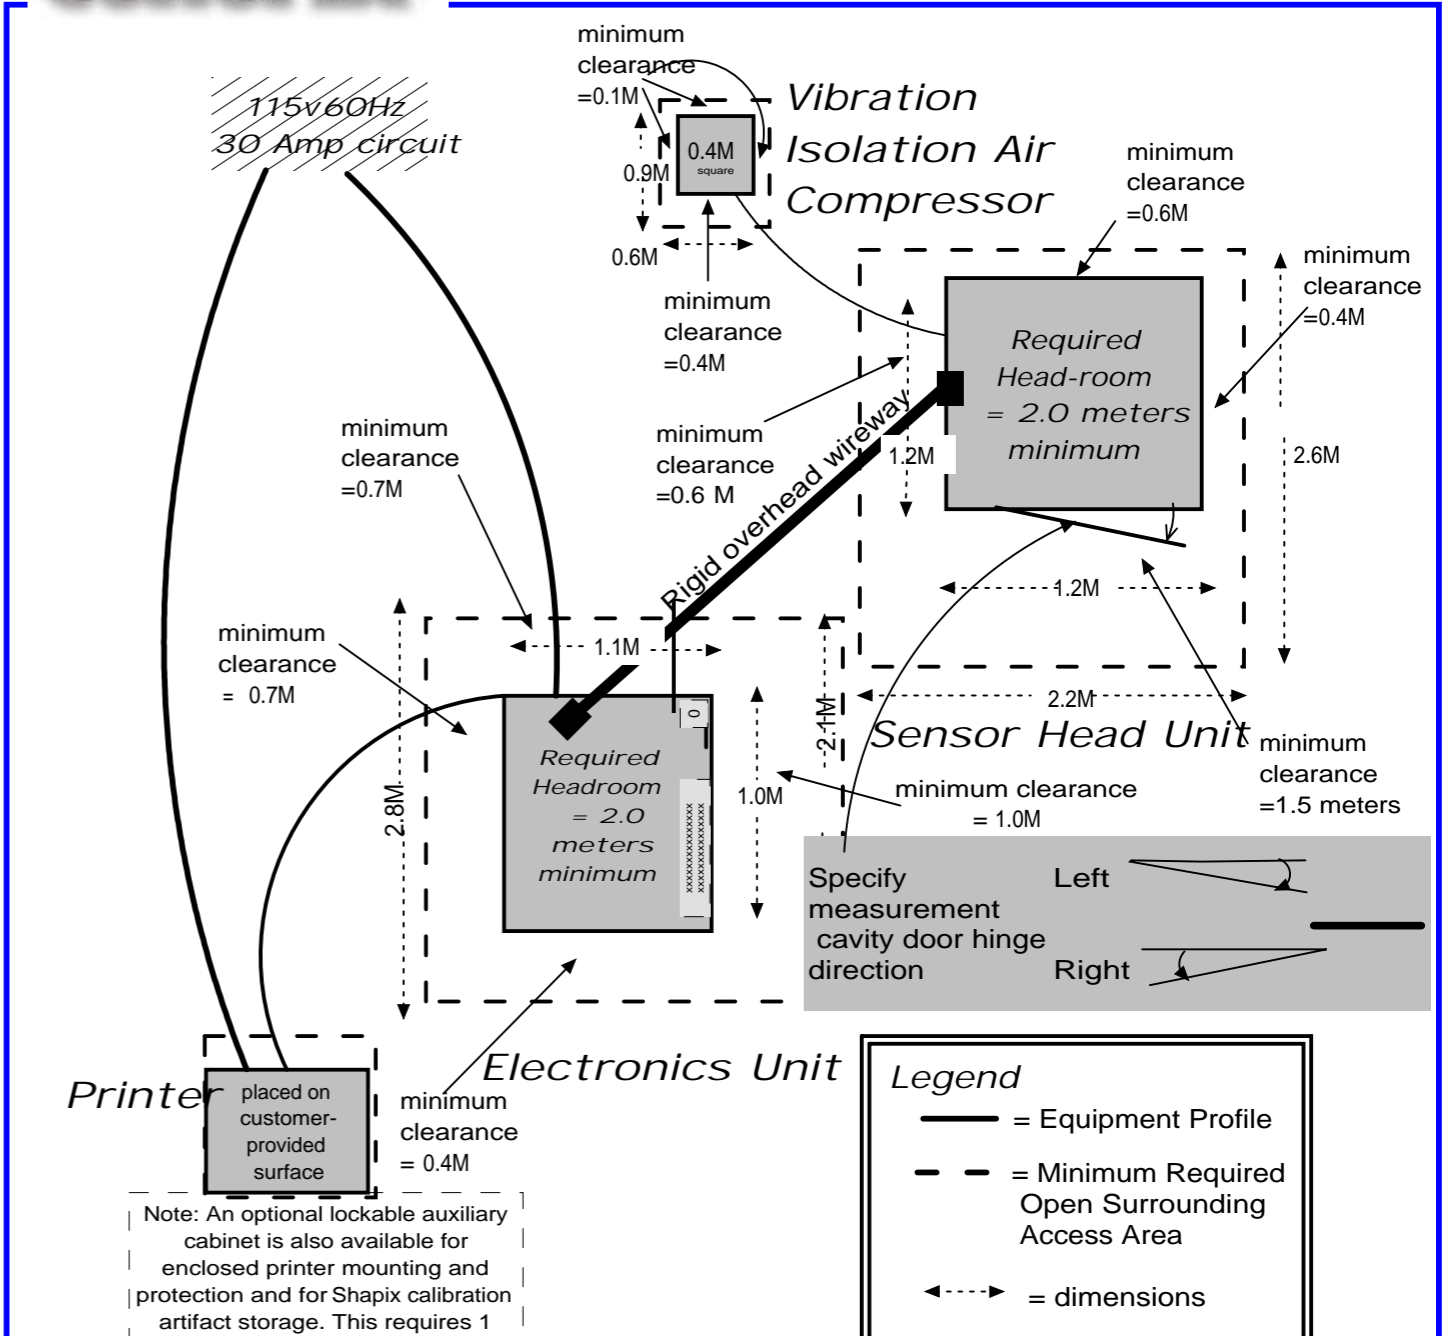 minimum
clearance
=0.1M
115v60Hz
30 Amp circuit
Vibration
Isolation Air
Compressor
0.4M
square
0.9M
0.6M
minimum
clearance
=0.4M
minimum
clearance
=0.6M
minimum
clearance
=0.4M
Required
Head-room
= 2.0 meters
minimum
1.2M
2.6M
minimum
clearance
=0.6 M
minimum
clearance
=0.7M
Rigid overhead wireway
1.2M
2.2M
Sensor Head Unit
minimum
clearance
=1.5 meters
minimum
clearance
= 0.7M
1.1M
2.1M
2.8M
0
Required
Headroom
= 2.0
meters
minimum
xxxxxxxxxxxxxxx
xxxxxxxxxxxxxxx
1.0M
minimum clearance
= 1.0M
Specify
measurement
cavity door hinge
direction
Left
Right
Electronics Unit
minimum
clearance
= 0.4M
Printer
placed on
customer-
provided
surface
Note: An optional lockable auxiliary
cabinet is also available for
enclosed printer mounting and
protection and for Shapix calibration
artifact storage. This requires 1
Legend
= Equipment Profile
= Minimum Required
Open Surrounding
Access Area
= dimensions